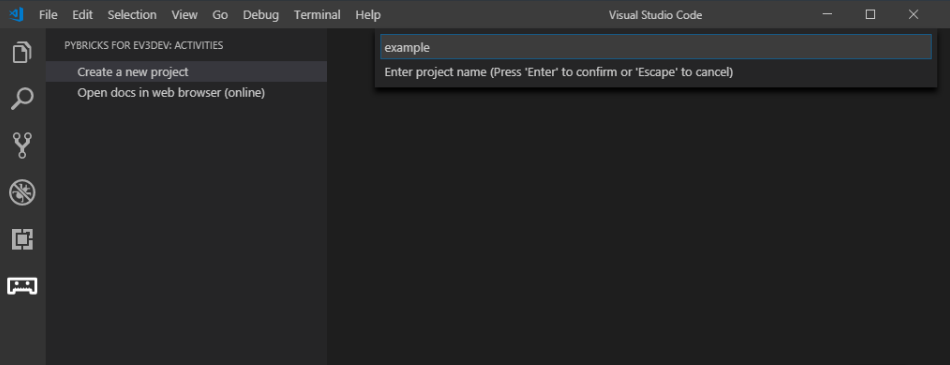 File Edit Selection View Go Debug Terminal Help Visual Studio Code
PYBRICKS FOR EV3DEV: ACTIVITIES
Create a new project
Open docs in web browser (online)
example
Enter project name (Press 'Enter' to confirm or 'Escape' to cancel)